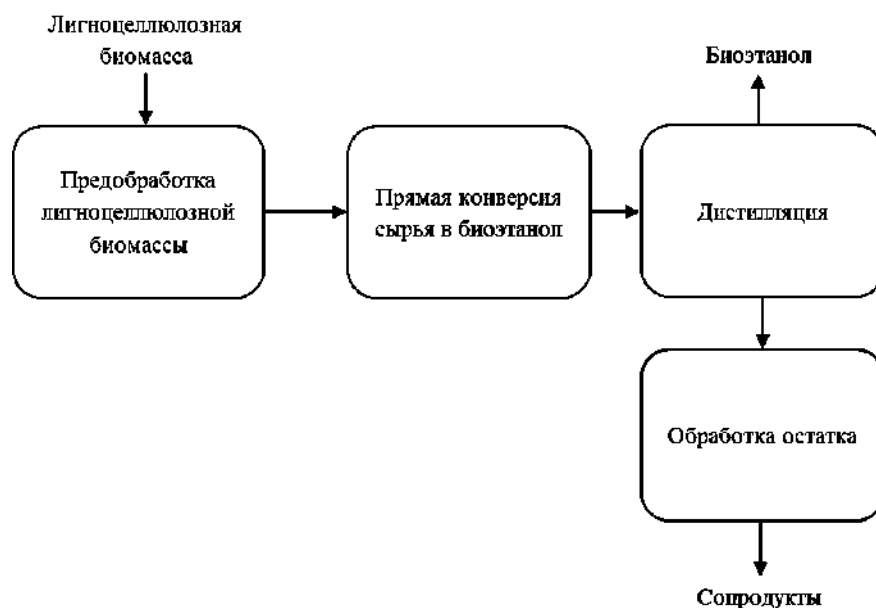 Лигноцеллюлозная
биомасса
Биоэтанол
Предобработка
лигноцеллюлозной
биомассы
Прямая конверсия
сырья в биоэтанол
Дистилляция
Обработка остатка
Сопродукты